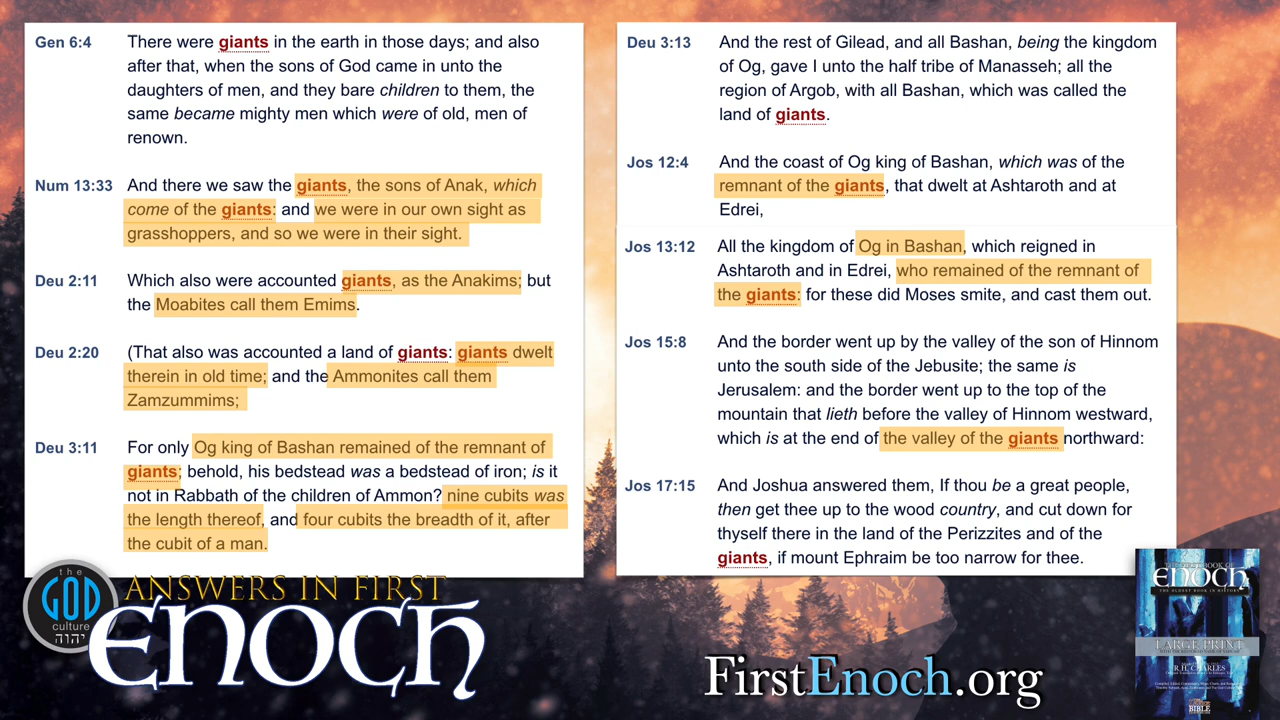 Gen 6:4 There were giants in the earth in those days; and also
after that, when the sons of God came in unto the
daughters of men, and they bare children to them, the
same became mighty men which were of old, men of
renown.
Num 13:33 And there we saw the giants, the sons of Anak, which
come of the giants: and we were in our own sight as
grasshoppers, and so we were in their sight.
Deu 2:11 Which also were accounted giants, as the Anakims; but
the Moabites call them Emims.
Deu 2:20 (That also was accounted a land of giants: giants dwelt
therein in old time; and the Ammonites call them
Zamzummims;
Deu 3:11 For only Og king of Bashan remained of the remnant of
giants; behold, his bedstead was a bedstead of iron; is it
not in Rabbath of the children of Ammon? nine cubits was
the length thereof, and four cubits the breadth of it, after
the cubit of a man.
Deu 3:13 And the rest of Gilead, and all Bashan, being the kingdom
of Og, gave I unto the half tribe of Manasseh; all the
region of Argob, with all Bashan, which was called the
land of giants.
Jos 12:4 And the coast of Og king of Bashan, which was of the
remnant of the giants, that dwelt at Ashtaroth and at
Edrei,
Jos 13:12 All the kingdom of Og in Bashan, which reigned in
Ashtaroth and in Edrei, who remained of the remnant of
the giants: for these did Moses smite, and cast them out.
Jos 15:8 And the border went up by the valley of the son of Hinnom
unto the south side of the Jebusite; the same is
Jerusalem: and the border went up to the top of the
mountain that lieth before the valley of Hinnom westward,
which is at the end of the valley of the giants northward:
Jos 17:15 And Joshua answered them, If thou be a great people,
then get thee up to the wood country, and cut down for
thyself there in the land of the Perizzites and of the
giants, if mount Ephraim be too narrow for thee.
the
GOD
culture
יהוה
ANSWERS IN FIRST
ENOCH
FirstEnoch.org
ENOCH
THE OLDEST BOOK IN HISTORY
LARGE PRINT
R.H. CHARLES
BIBLE